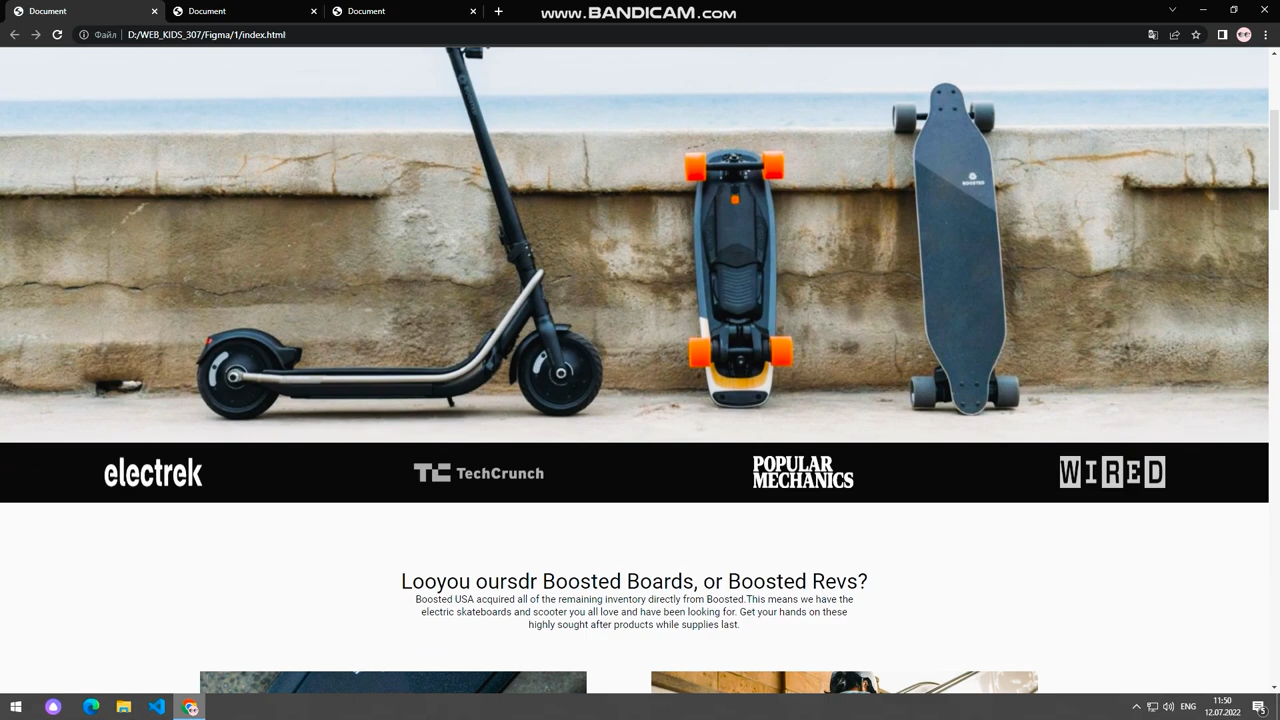 Document
Document
Document
www.BANDICAM.com
Файл
D:/WEB_KIDS_307/Figma/1/index.html
BOOSTED
electrek
TC TechCrunch
POPULAR
MECHANICS
WIRED
Looyou oursdr Boosted Boards, or Boosted Revs?
Boosted USA acquired all of the remaining inventory directly from Boosted.This means we have the
electric skateboards and scooter you all love and have been looking for. Get your hands on these
highly sought after products while supplies last.
ENG
11:50
12.07.2022
5